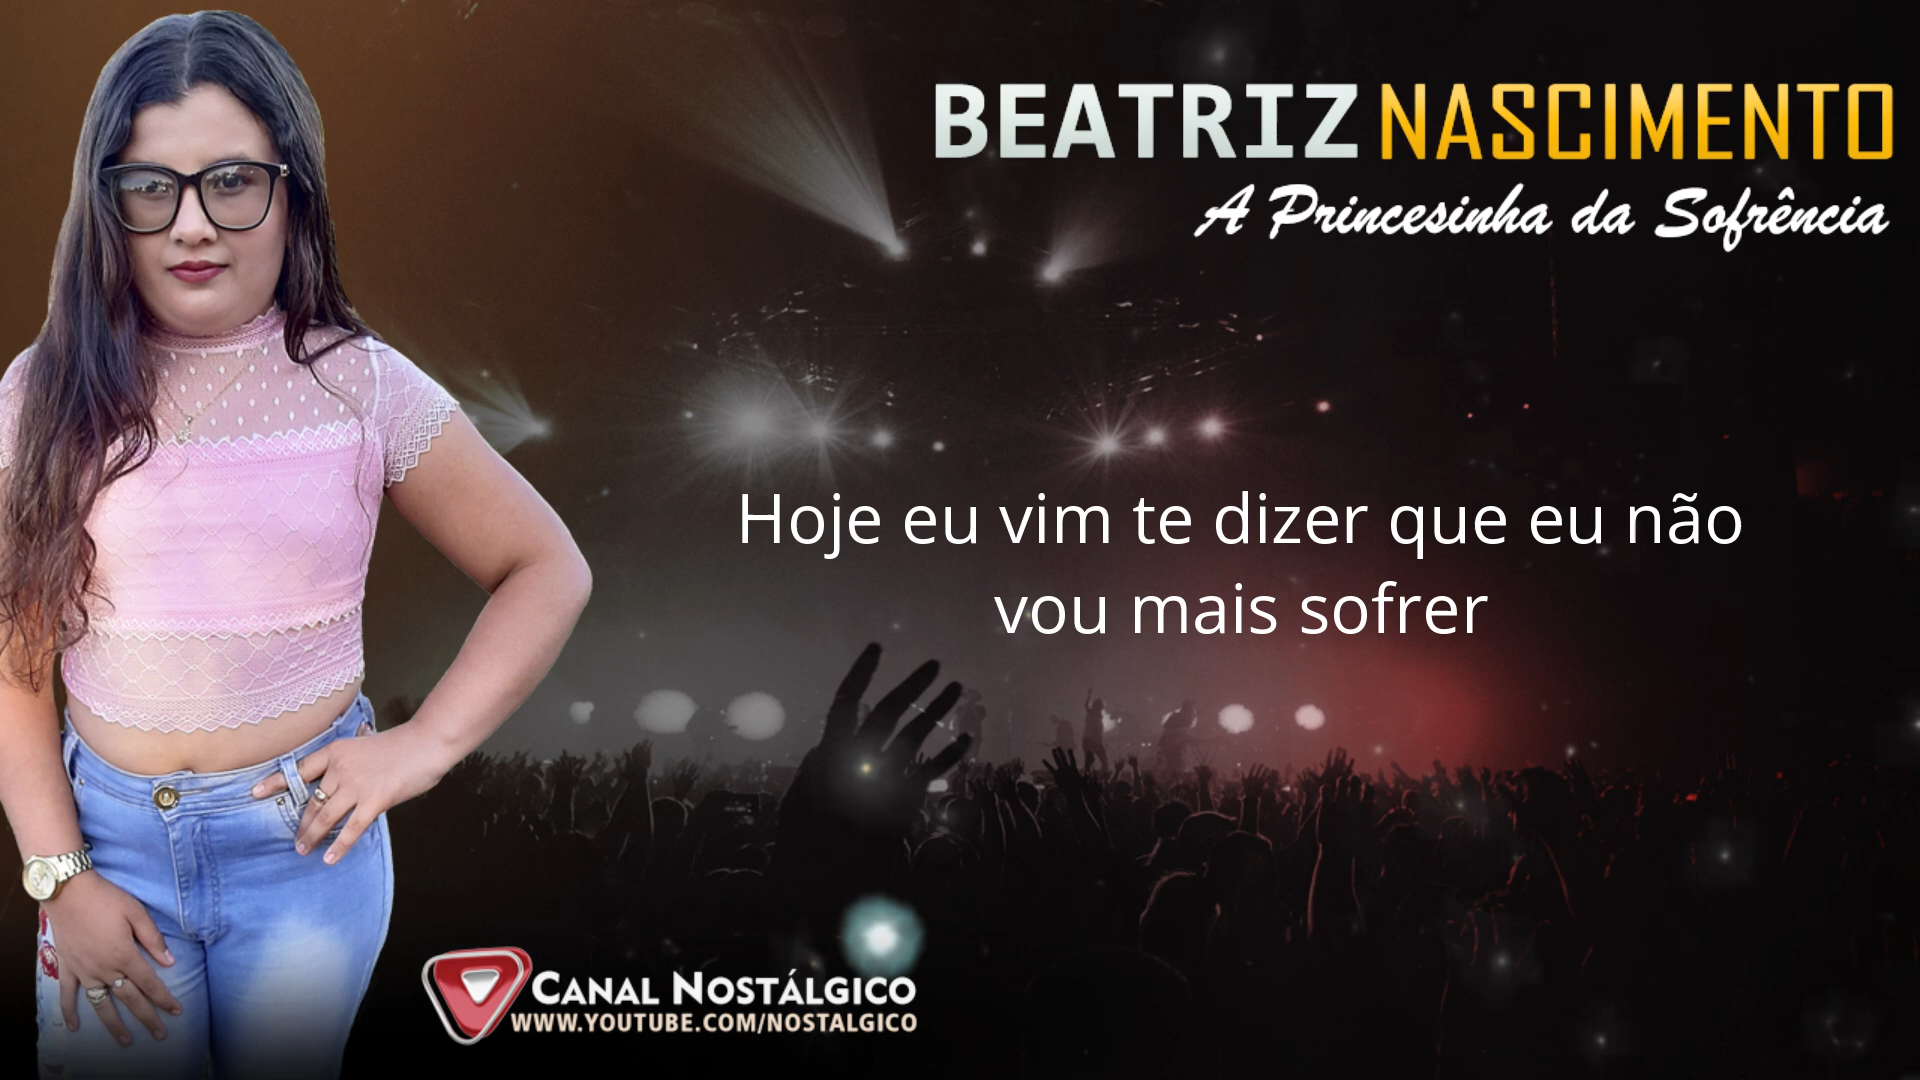 BEATRIZ NASCIMENTO
A Princesinha da Sofrência
Hoje eu vim te dizer que eu não
vou mais sofrer
CANAL NOSTÁLGICO
WWW.YOUTUBE.COM/NOSTALGICO